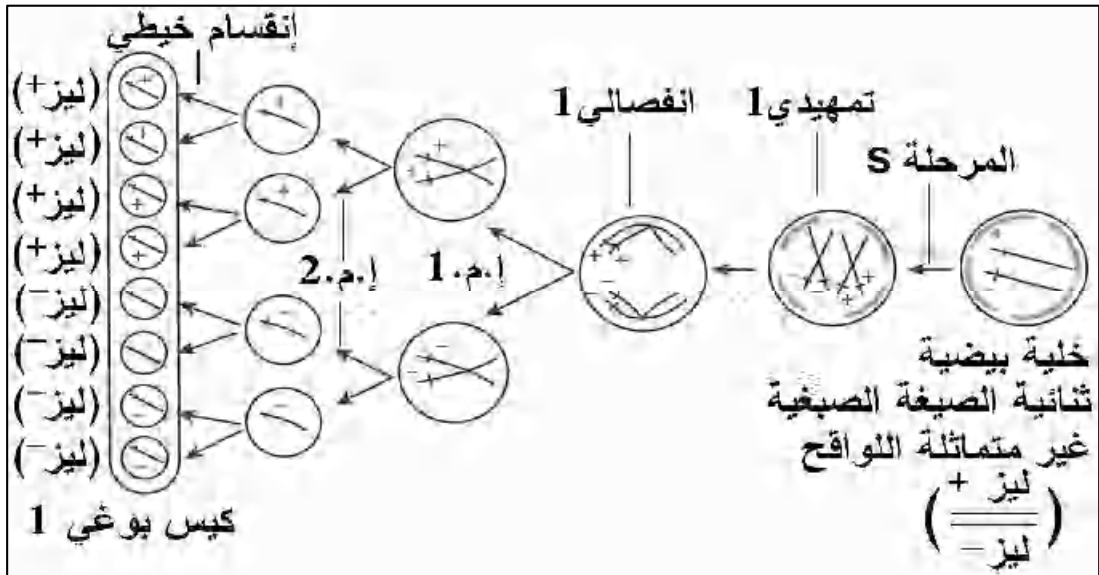 إنقسام خيطي
انفصالي1
تمهيدي1
المرحلة S
(ليز+)
(ليز+)
(ليز+)
(ليز+)
(ليز−)
(ليز−)
(ليز−)
(ليز−)
إ.م.2
إ.م.1
خلية بيضية
ثنائية الصيغة الصبغية
غير متماثلة اللواقح
(ليز +
ليز −)
كيس بوغي 1